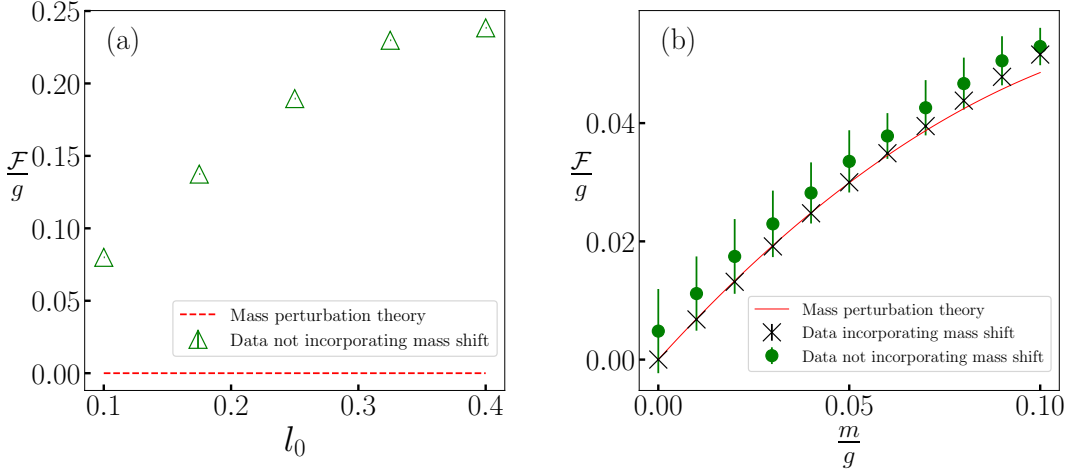 (a)
0.25
0.20
0.15
0.10
0.05
0.00
ℱ/g
0.1
0.2
0.3
0.4
l₀
Mass perturbation theory
Data not incorporating mass shift
(b)
0.04
0.02
0.00
ℱ/g
0.00
0.05
0.10
m/g
Mass perturbation theory
Data incorporating mass shift
Data not incorporating mass shift